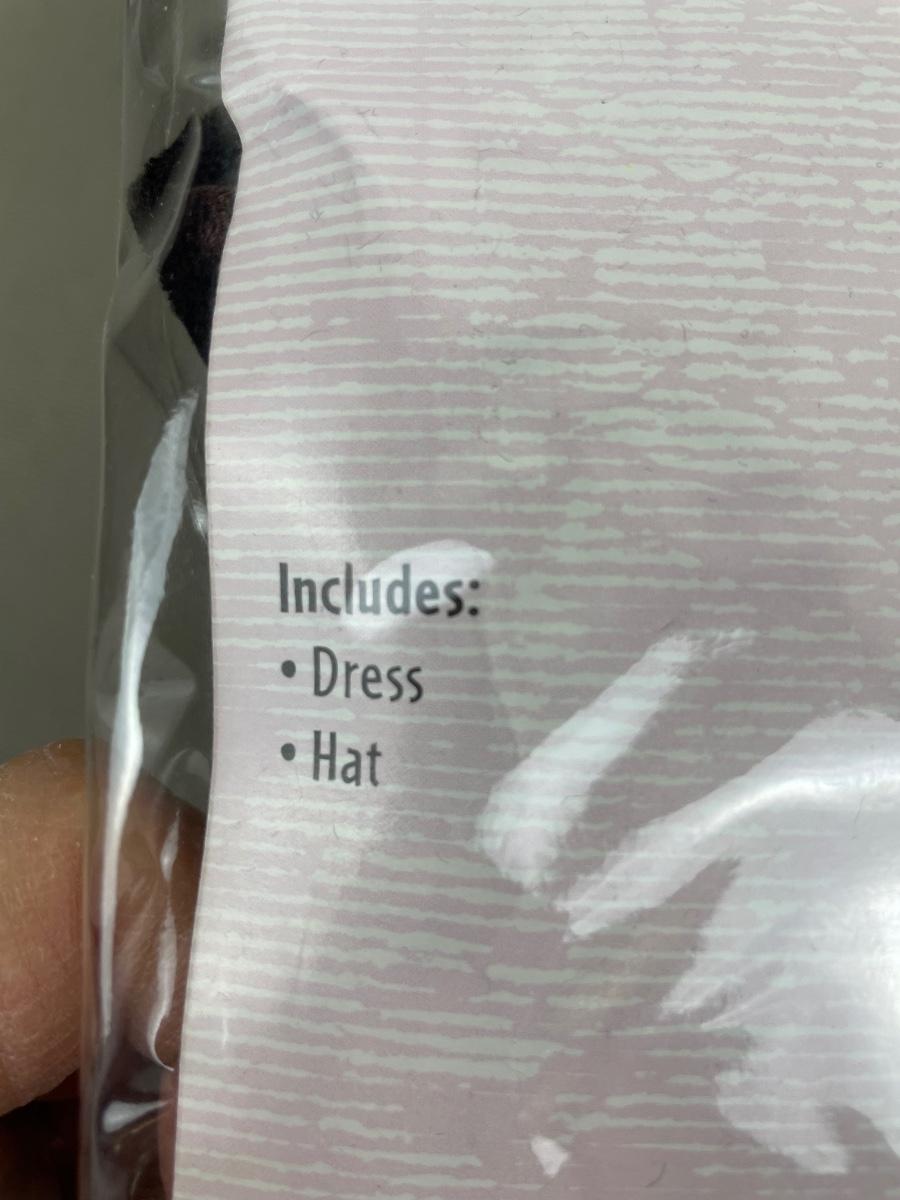 Includes:
• Dress
• Hat